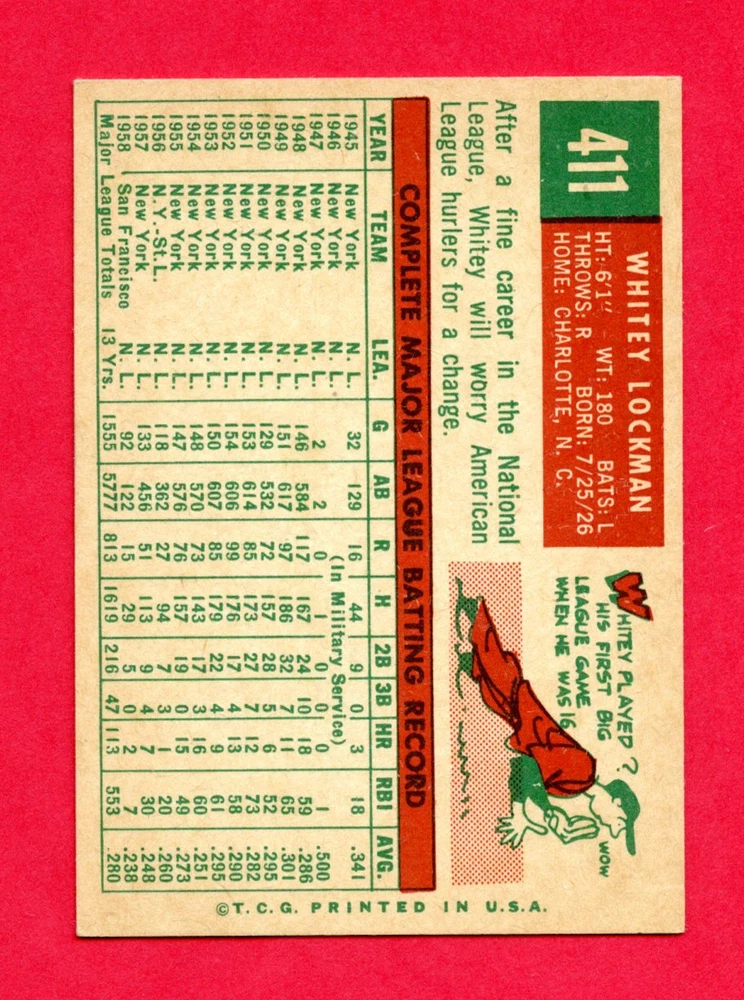 411
WHITEY LOCKMAN
HT: 6'1" - WT: 180 BATS: L
THROWS: R BORN: 7/25/26
HOME: CHARLOTTE, N. C.
After a fine career in the National
League, Whitey will worry American
League hurlers for a change.
WHITEY PLAYED
HIS FIRST BIG
LEAGUE GAME
WHEN HE WAS 16.
?
WOW
COMPLETE MAJOR LEAGUE BATTING RECORD
YEAR TEAM LEA. G AB R H 2B 3B HR RBI AVG.
1945 New York N. L. 32 129 16 44 9 0 3 18 .341
1946 New York (In Military Service)
1947 New York N. L. 2 2 0 1 0 0 0 1 .500
1948 New York N. L. 146 584 117 167 24 10 18 59 .286
1949 New York N. L. 151 617 97 186 32 7 11 65 .301
1950 New York N. L. 129 532 72 157 28 5 6 52 .295
1951 New York N. L. 153 614 85 173 27 7 12 73 .282
1952 New York N. L. 154 606 99 176 17 4 13 58 .290
1953 New York N. L. 150 607 85 179 22 4 9 61 .295
1954 New York N. L. 148 570 73 143 17 3 16 60 .251
1955 New York N. L. 147 576 76 157 19 0 15 49 .273
1956 N.Y.-St.L. N. L. 118 362 27 94 7 3 1 20 .260
1957 New York N. L. 133 456 51 113 9 4 7 30 .248
1958 San Francisco N. L. 92 122 15 29 5 0 2 7 .238
Major League Totals 13 Yrs. 1555 5777 813 1619 216 47 113 553 .280
©T. C. G. PRINTED IN U.S.A.